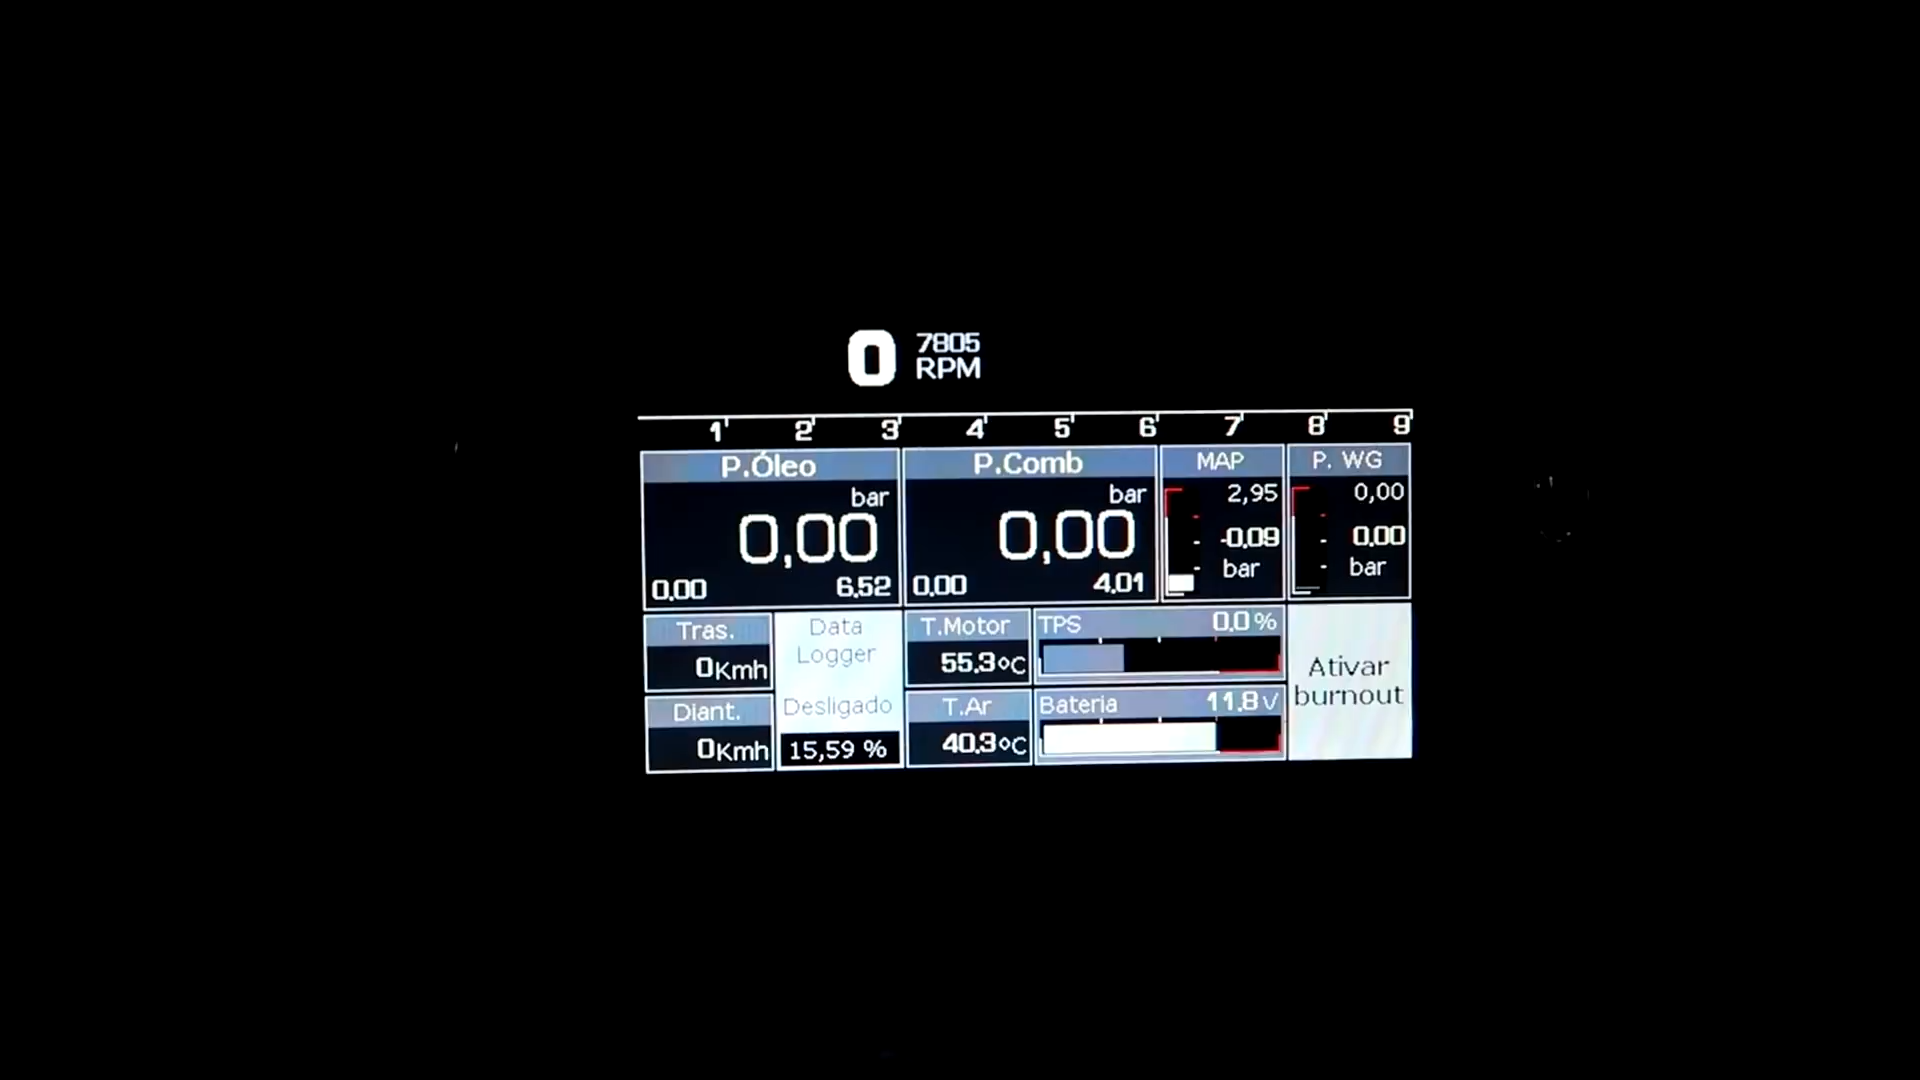 0 7805
RPM
1 2 3 4 5 6 7 8 9
P.Óleo
bar
0,00
0,00 6,52
P.Comb
bar
0,00
0,00 4,01
MAP
2,95
-0,09
bar
P. WG
0,00
0,00
bar
Tras.
0Kmh
Diant.
0Kmh
Data
Logger
Desligado
15,59 %
T.Motor
55,3ºC
T.Ar
40,3ºC
TPS 0,0 %
Bateria 11,8 V
Ativar
burnout